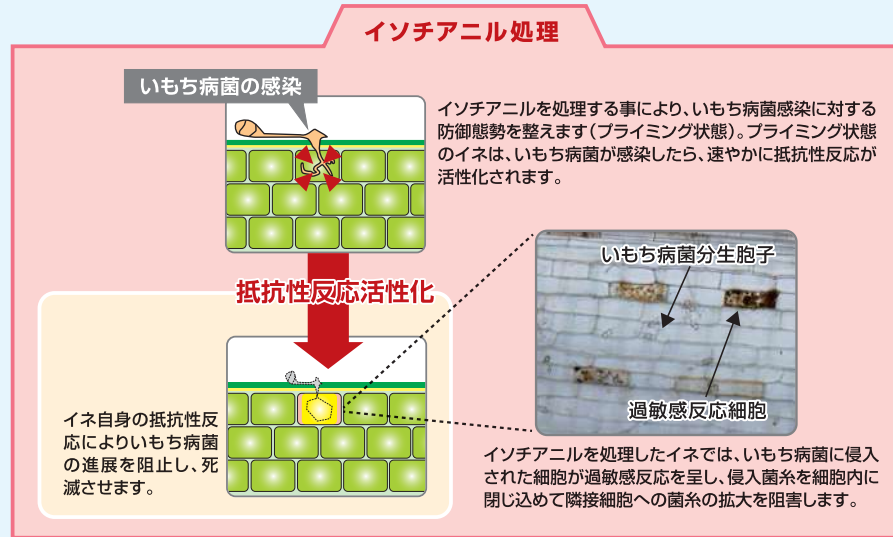 イソチアニル処理
いもち病菌の感染
イソチアニルを処理する事により、いもち病菌感染に対する
防御態勢を整えます(プライミング状態)。プライミング状態
のイネは、いもち病菌が感染したら、速やかに抵抗性反応が
活性化されます。
抵抗性反応活性化
いもち病菌分生胞子
過敏感反応細胞
イネ自身の抵抗性反
応によりいもち病菌
の進展を阻止し、死
滅させます。
イソチアニルを処理したイネでは、いもち病菌に侵入
された細胞が過敏感反応を呈し、侵入菌糸を細胞内に
閉じ込めて隣接細胞への菌糸の拡大を阻害します。